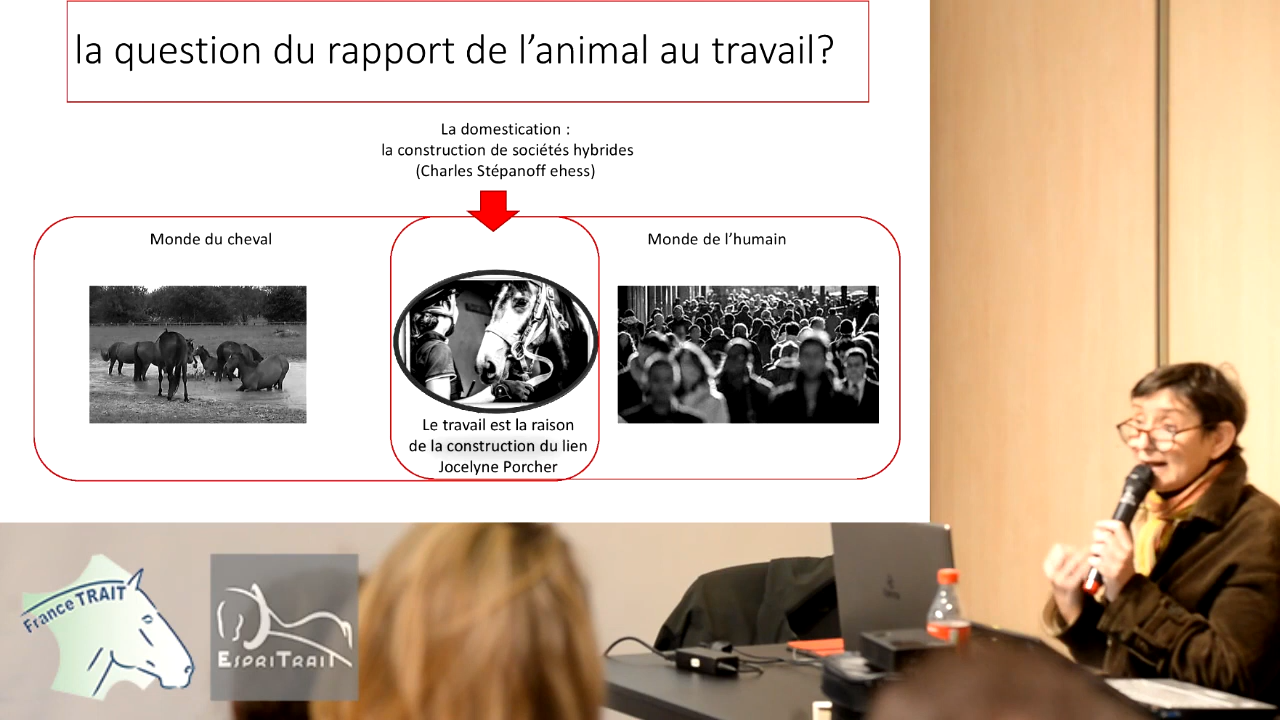 la question du rapport de l’animal au travail?
La domestication :
la construction de sociétés hybrides
(Charles Stépanoff ehess)
Monde du cheval
Monde de l’humain
Le travail est la raison
de la construction du lien
Jocelyne Porcher
France TRAIT
ESPRITRAIT